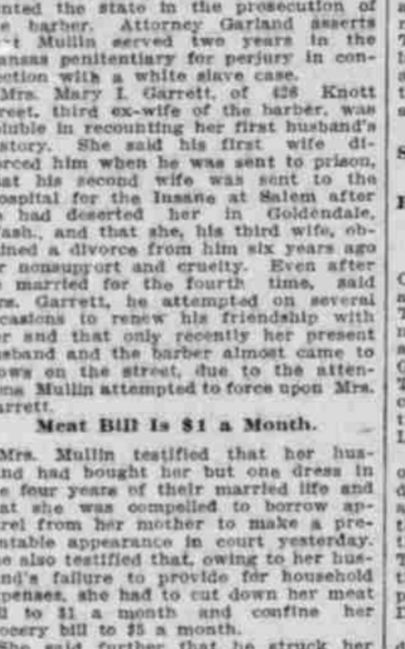 nted the state in the prosecution of
e barber. Attorney Garland asserts
t Mullin served two years in the
ansas penitentiary for perjury in con-
ection with a white slave case.
Mrs. Mary I. Garrett, of 426 Knott
reet, third ex-wife of the barber, was
oluble in recounting her first husband's
story. She said his first wife di-
orced him when he was sent to prison,
at his second wife was sent to the
ospital for the Insane at Salem after
had deserted her in Goldendale,
ash., and that she, his third wife, ob-
ined a divorce from him six years ago
r nonsupport and cruelty. Even after
married for the fourth time, said
rs. Garrett, he attempted on several
casions to renew his friendship with
er and that only recently her present
usband and the barber almost came to
ows on the street, due to the atten-
ons Mullin attempted to force upon Mrs.
arrett.
Meat Bill Is $1 a Month.
Mrs. Mullin testified that her hus-
and had bought her but one dress in
e four years of their married life and
at she was compelled to borrow ap-
rel from her mother to make a pre-
ntable appearance in court yesterday.
e also testified that, owing to her hus-
and's failure to provide for household
penses, she had to cut down her meat
ll to $1 a month and confine her
ocery bill to $5 a month.
She said further that he struck her